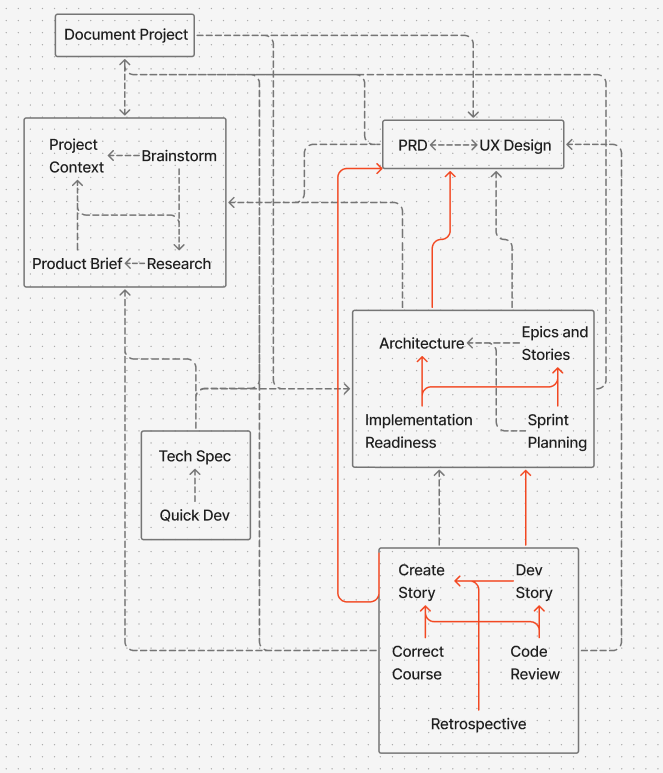 Document Project
Project
Context
Brainstorm
Product Brief
Research
PRD
UX Design
Architecture
Epics and
Stories
Implementation
Readiness
Sprint
Planning
Tech Spec
Quick Dev
Create
Story
Dev
Story
Correct
Course
Code
Review
Retrospective